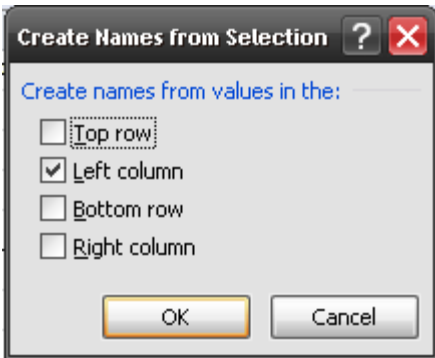 Create Names from Selection ?
Create names from values in the:
Top row
Left column
Bottom row
Right column
OK Cancel